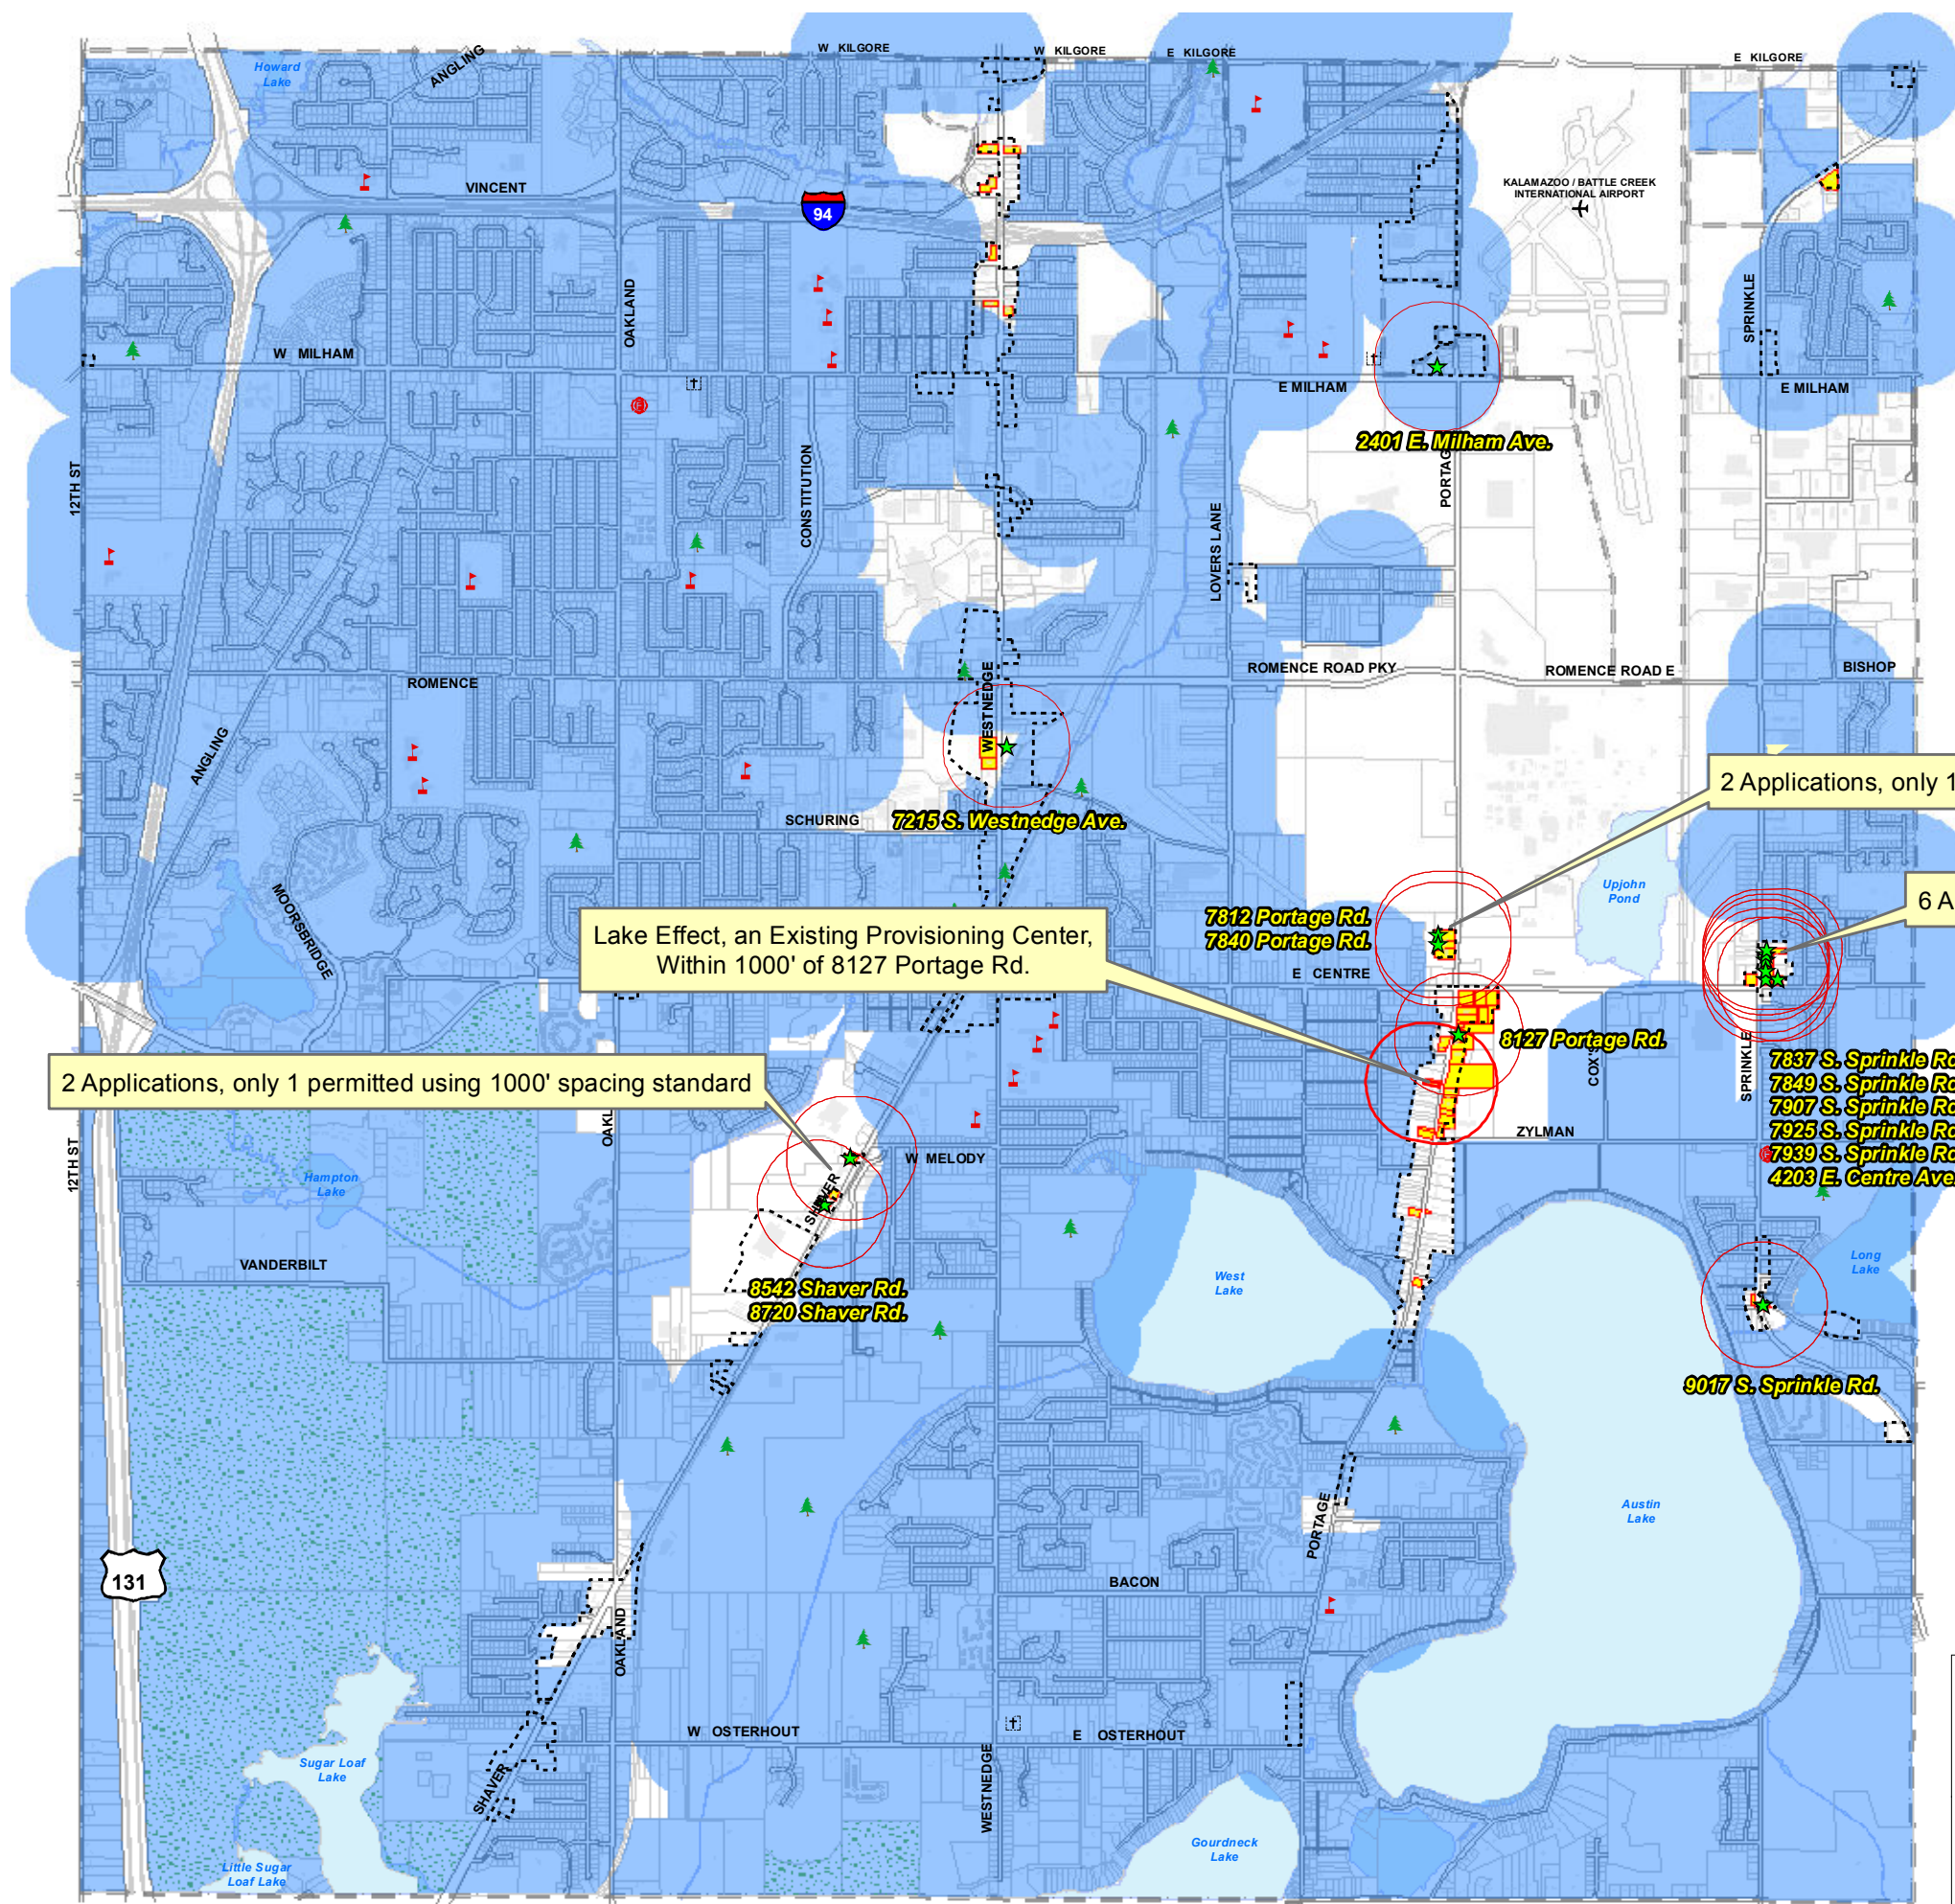 W KILGORE
W KILGORE
E KILGORE
E KILGORE
Howard
Lake
ANGLING
VINCENT
94
KALAMAZOO / BATTLE CREEK
INTERNATIONAL AIRPORT
OAKLAND
SPRINKLE
W MILHAM
E MILHAM
E MILHAM
2401 E. Milham Ave.
12TH ST
CONSTITUTION
PORTAGE
LOVERS LANE
ROMENCE
WESTNEDGE
ROMENCE ROAD PKY
ROMENCE ROAD E
BISHOP
ANGLING
2 Applications, only 1
SCHURING
7215 S. Westnedge Ave.
MOORSBRIDGE
Upjohn
Pond
6 A
7812 Portage Rd.
7840 Portage Rd.
Lake Effect, an Existing Provisioning Center,
Within 1000' of 8127 Portage Rd.
E CENTRE
8127 Portage Rd.
COX'S
SPRINKLE
2 Applications, only 1 permitted using 1000' spacing standard
7837 S. Sprinkle Rd
7849 S. Sprinkle Rd
7907 S. Sprinkle Rd
7925 S. Sprinkle Rd
7939 S. Sprinkle Rd
4203 E. Centre Ave.
12TH ST
ZYLMAN
W MELODY
Hampton
Lake
SHAVER
VANDERBILT
West
Lake
Long
Lake
8542 Shaver Rd.
8720 Shaver Rd.
9017 S. Sprinkle Rd.
Austin
Lake
PORTAGE
131
BACON
OAKLAND
W OSTERHOUT
E OSTERHOUT
Sugar Loaf
Lake
SHAVER
WESTNEDGE
Gourdneck
Lake
Little Sugar
Loaf Lake